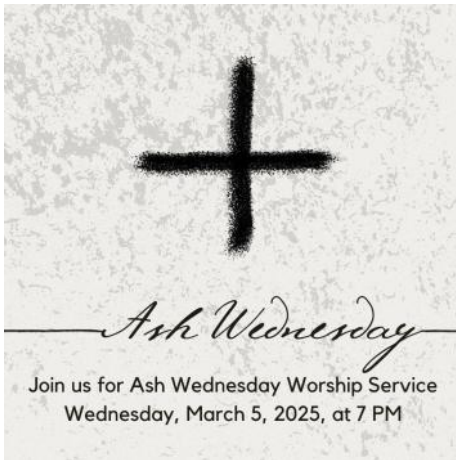 Ash Wednesday
Join us for Ash Wednesday Worship Service
Wednesday, March 5, 2025, at 7 PM